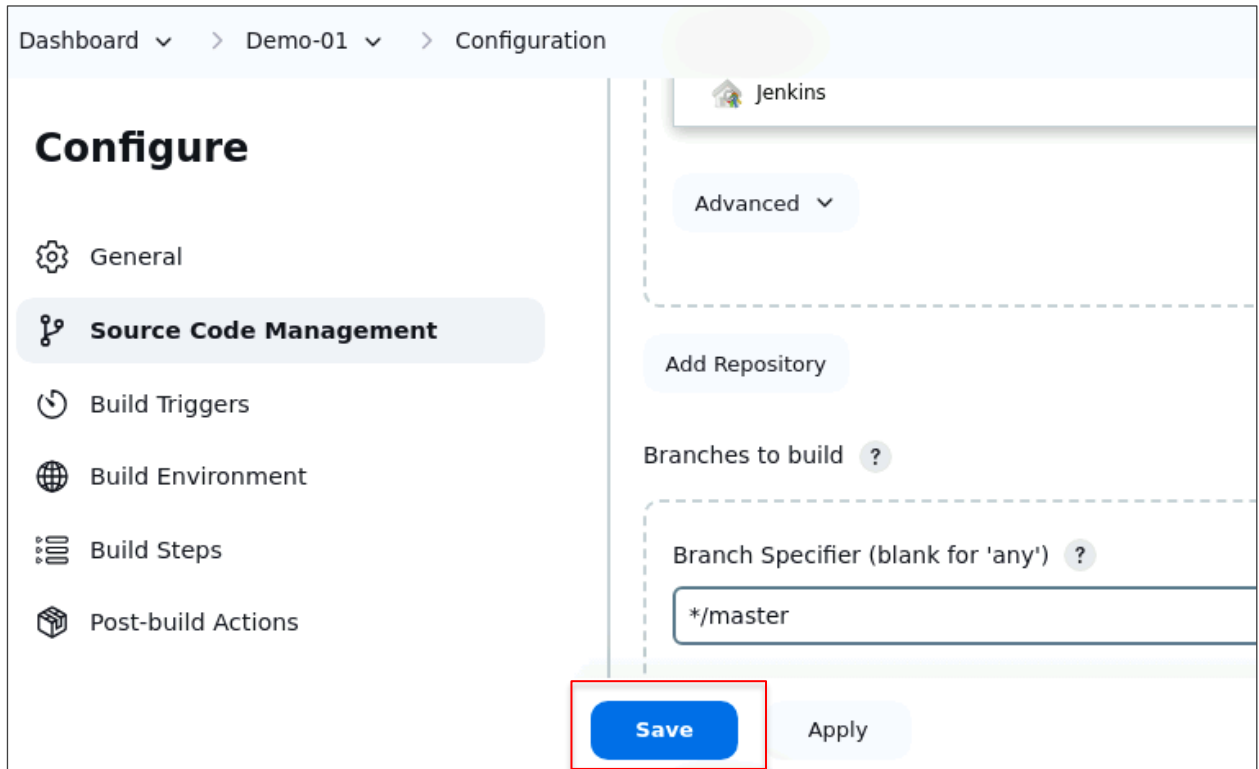 Dashboard > Demo-01 > Configuration
Jenkins
Configure
Advanced
General
Source Code Management
Add Repository
Build Triggers
Branches to build ?
Build Environment
Build Steps
Branch Specifier (blank for 'any') ?
*/master
Post-build Actions
Save Apply